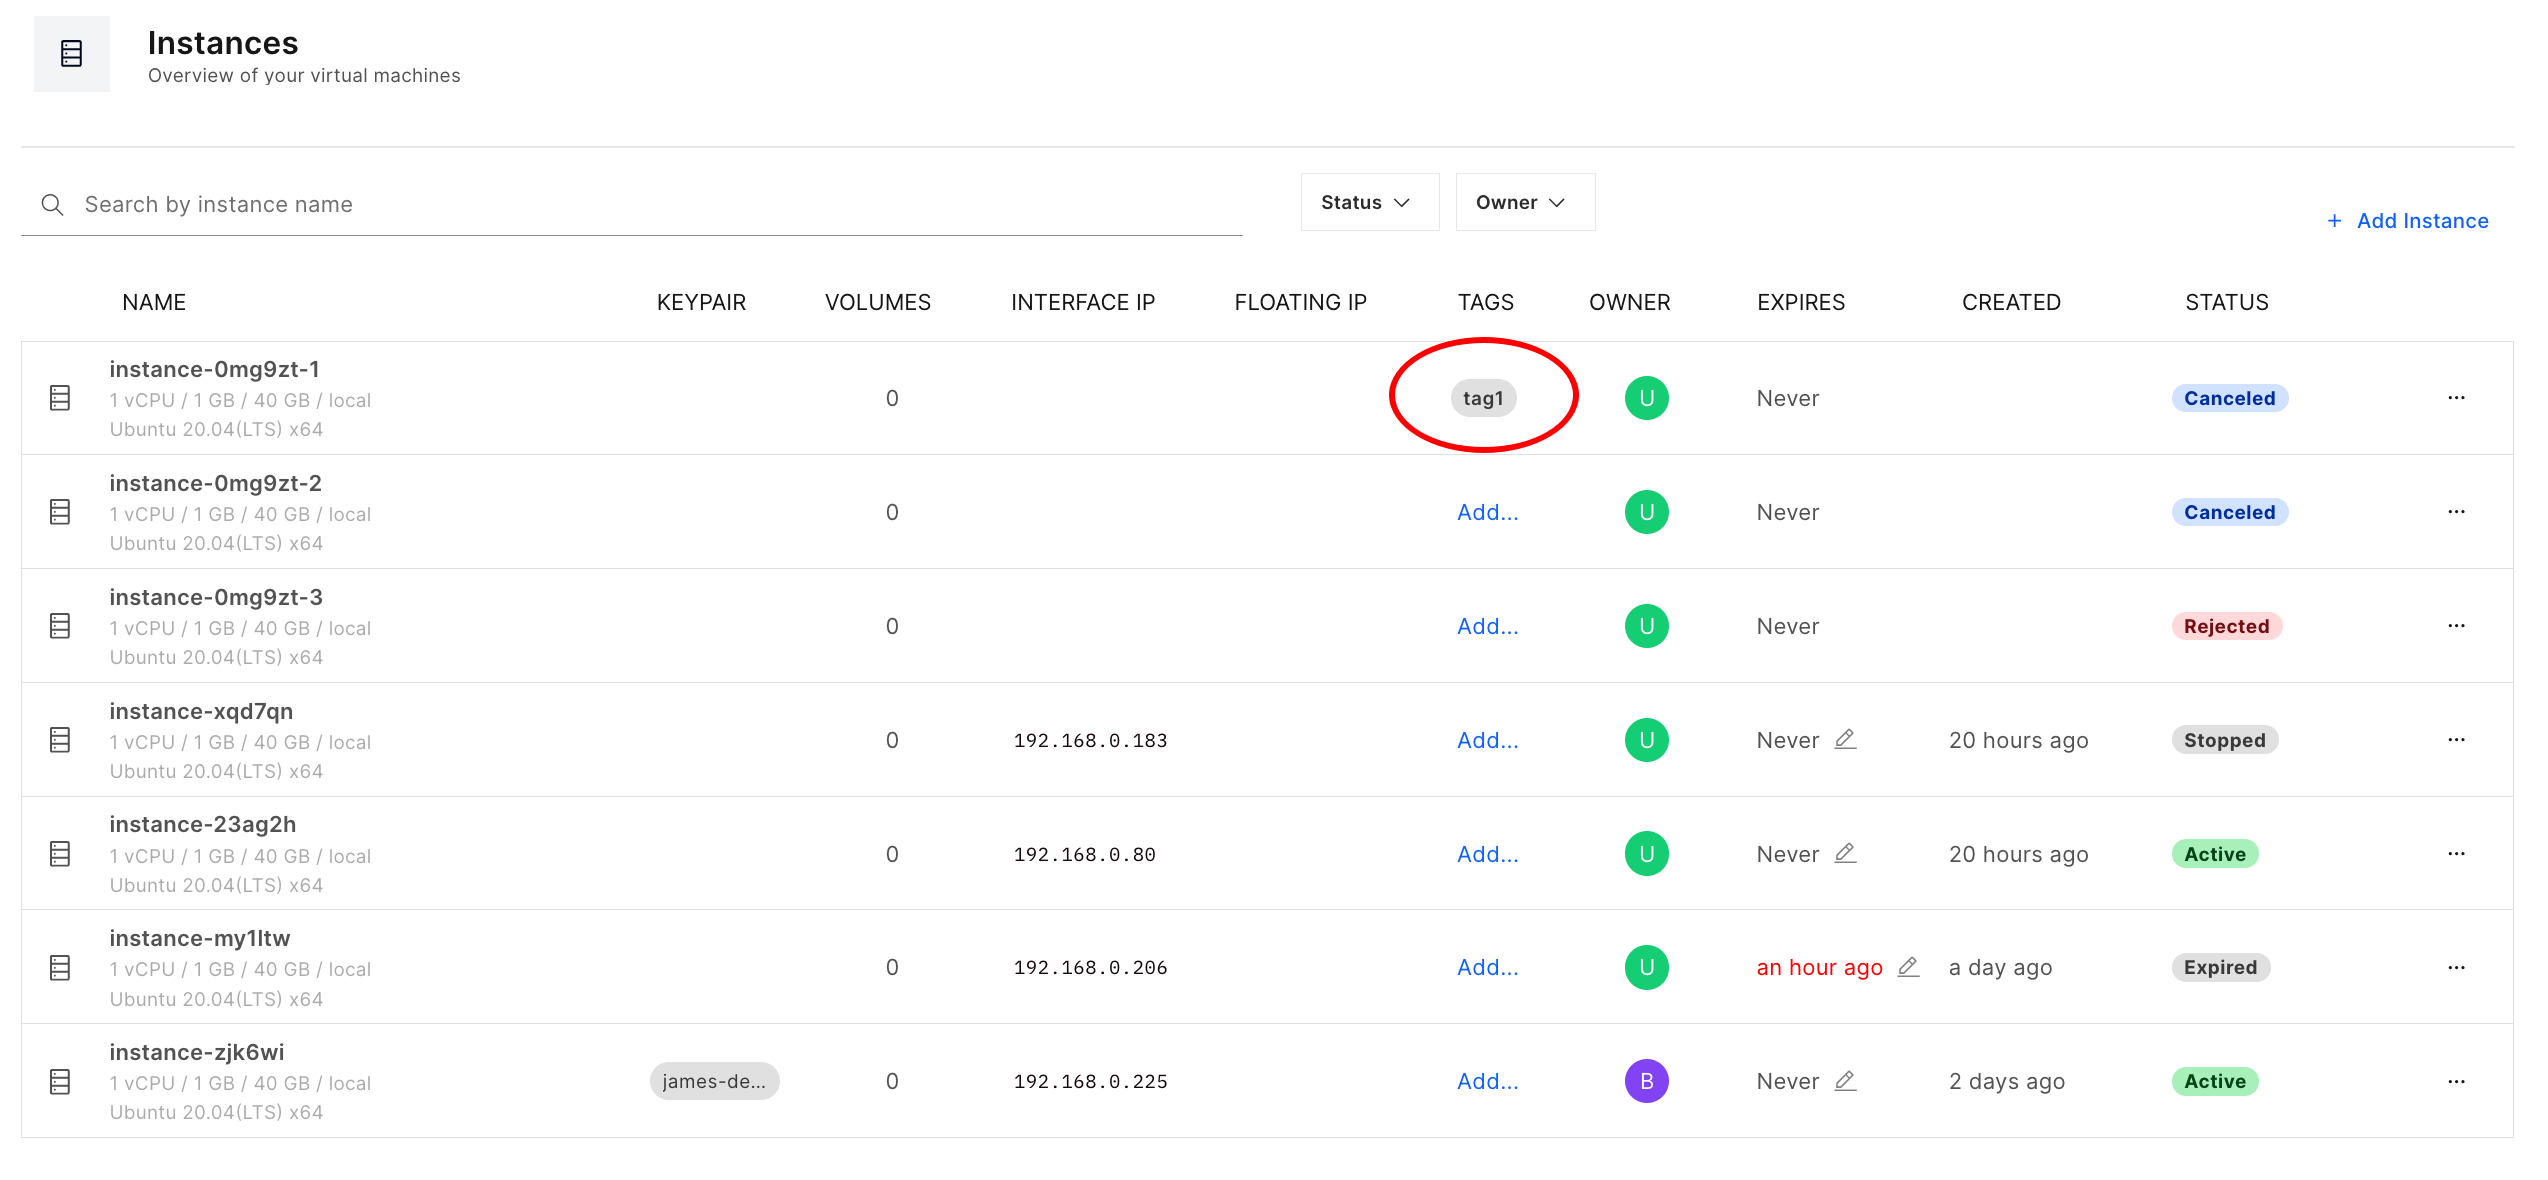 Instances
Overview of your virtual machines
Search by instance name
Status
Owner
+ Add Instance
NAME KEYPAIR VOLUMES INTERFACE IP FLOATING IP TAGS OWNER EXPIRES CREATED STATUS
instance-0mg9zt-1
1 vCPU / 1 GB / 40 GB / local
Ubuntu 20.04(LTS) x64
0 tag1 U Never Canceled ...
instance-0mg9zt-2
1 vCPU / 1 GB / 40 GB / local
Ubuntu 20.04(LTS) x64
0 Add... U Never Canceled ...
instance-0mg9zt-3
1 vCPU / 1 GB / 40 GB / local
Ubuntu 20.04(LTS) x64
0 Add... U Never Rejected ...
instance-xqd7qn
1 vCPU / 1 GB / 40 GB / local
Ubuntu 20.04(LTS) x64
0 192.168.0.183 Add... U Never 20 hours ago Stopped ...
instance-23ag2h
1 vCPU / 1 GB / 40 GB / local
Ubuntu 20.04(LTS) x64
0 192.168.0.80 Add... U Never 20 hours ago Active ...
instance-my1ltw
1 vCPU / 1 GB / 40 GB / local
Ubuntu 20.04(LTS) x64
0 192.168.0.206 Add... U an hour ago a day ago Expired ...
instance-zjk6wi
1 vCPU / 1 GB / 40 GB / local
Ubuntu 20.04(LTS) x64
james-de... 0 192.168.0.225 Add... B Never 2 days ago Active ...